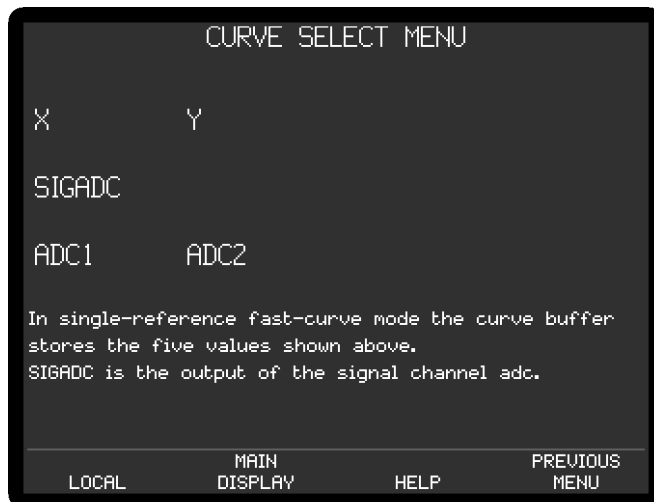 CURVE SELECT MENU
X Y
SIGADC
ADC1 ADC2
In single-reference fast-curve mode the curve buffer
stores the five values shown above.
SIGADC is the output of the signal channel adc.
MAIN PREVIOUS
LOCAL DISPLAY HELP MENU